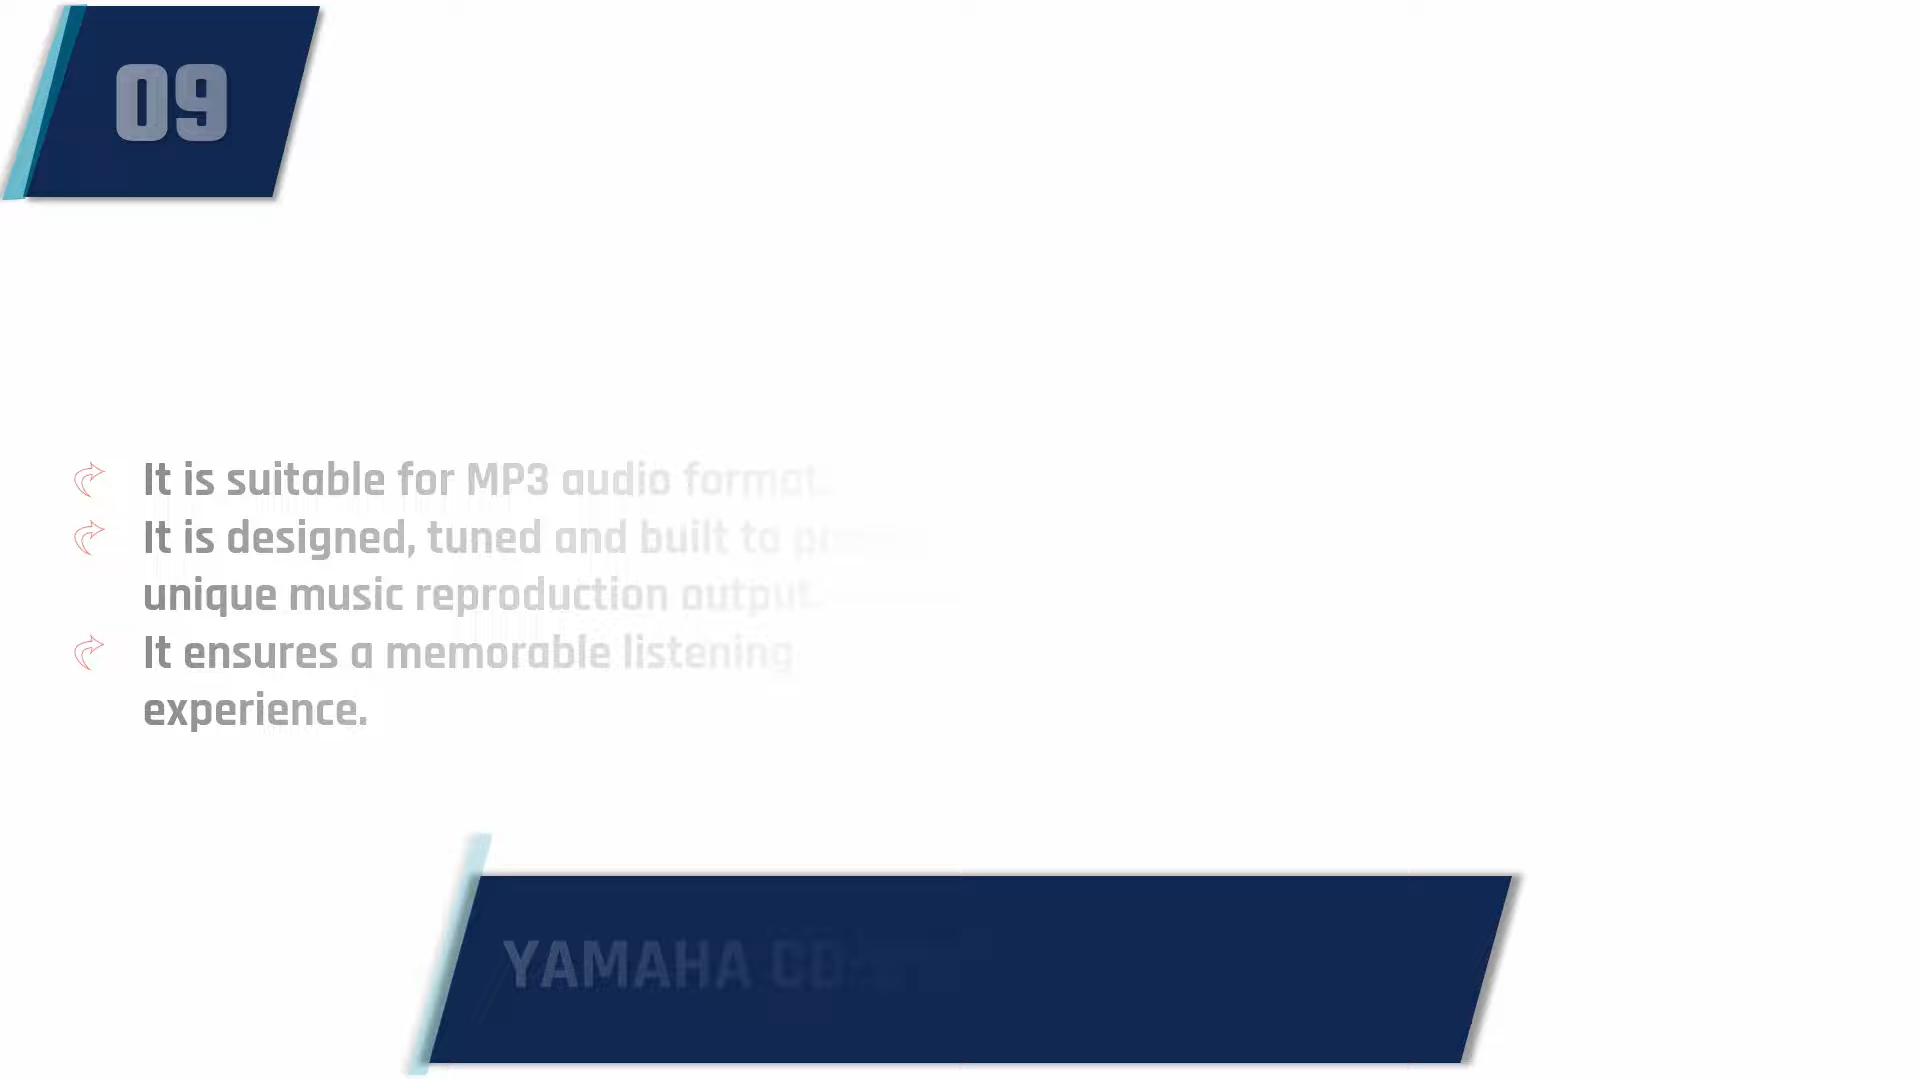 09
It is suitable for MP3 audio format.
It is designed, tuned and built to
unique music reproduction output.
It ensures a memorable listening
experience.
YAMAHA